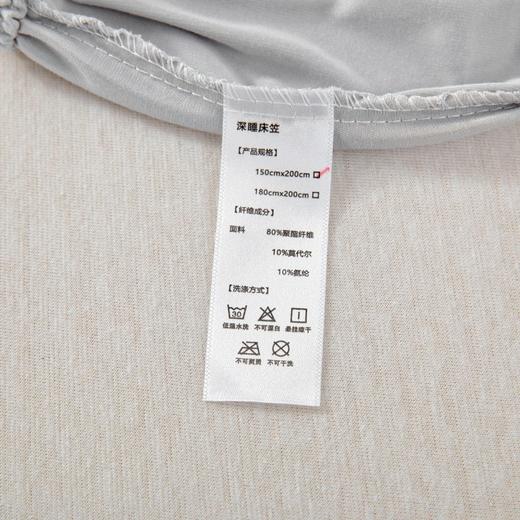 深睡床笠
【产品规格】
150cmx200cm
180cmx200cm
【纤维成分】
面料 80%聚酯纤维
10%莫代尔
10%氨纶
【洗涤方式】
30
低温水洗 不可漂白 悬挂晾干
不可熨烫 不可干洗